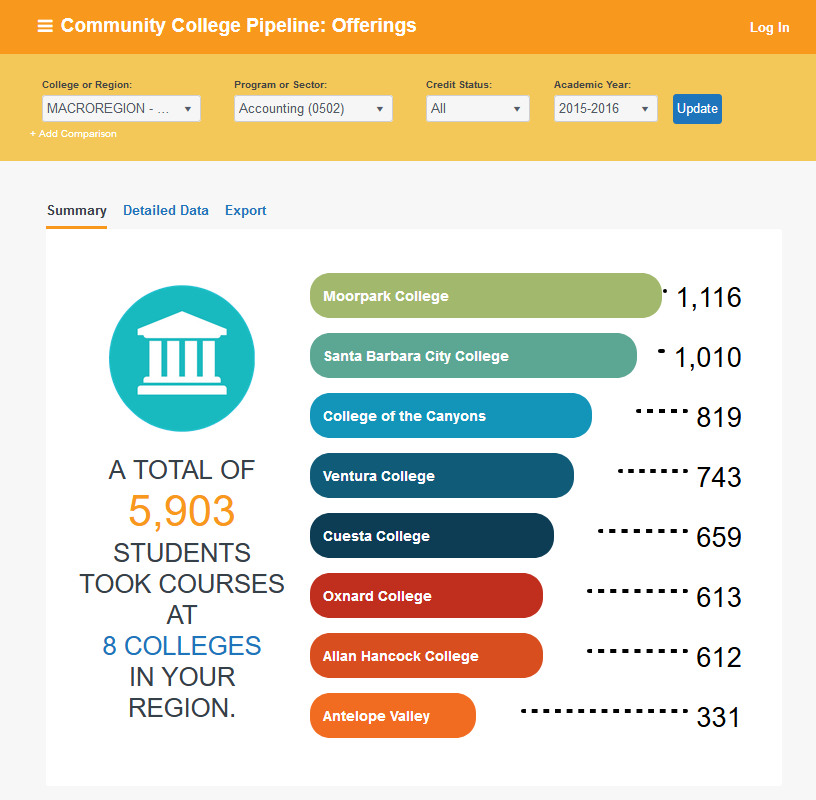 Community College Pipeline: Offerings
Log In
College or Region:
Program or Sector:
Credit Status:
Academic Year:
MACROREGION - ...
Accounting (0502)
All
2015-2016
Update
+ Add Comparison
Summary
Detailed Data
Export
A TOTAL OF
5,903
STUDENTS
TOOK COURSES
AT
8 COLLEGES
IN YOUR
REGION.
Moorpark College 1,116
Santa Barbara City College 1,010
College of the Canyons 819
Ventura College 743
Cuesta College 659
Oxnard College 613
Allan Hancock College 612
Antelope Valley 331